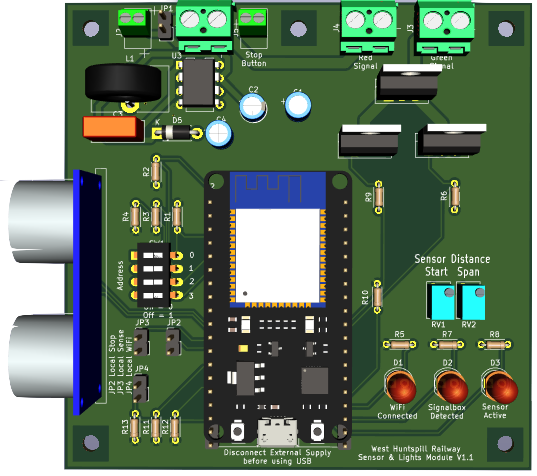 JP1
J4
J3
Stop
Button
Red
Signal
Green
L1
U3
C2
C3
K
D5
C4
R2
R4
R3
R1
R9
R6
Address
0
1
2
3
Off = 1
Sensor Distance
Start Span
R10
RV1 RV2
JP3 JP2
JP2 Local Stop
JP3 Local Sense
JP4 Local WiFi
JP4
R5 R7 R8
D1 D2 D3
WiFi
Connected
Signalbox
Detected
Sensor
Active
R13
R11
R12
Disconnect External Supply
before using USB
West Huntspill Railway
Sensor & Lights Module V1.1